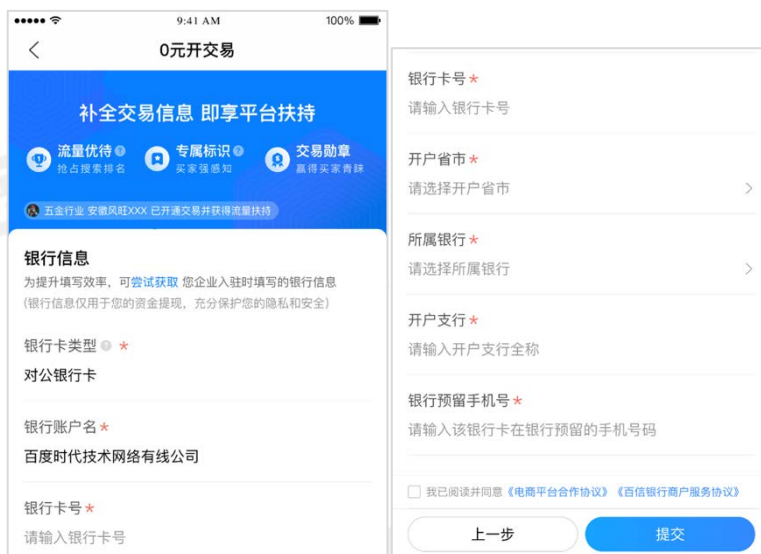 9:41 AM
100%
0元开交易
补全交易信息 即享平台扶持
流量优待
抢占搜索排名
专属标识
买家强感知
交易勋章
赢得买家青睐
五金行业 安徽风旺XXX 已开通交易并获得流量扶持
银行信息
为提升填写效率，可尝试获取 您企业入驻时填写的银行信息
(银行信息仅用于您的资金提现，充分保护您的隐私和安全)
银行卡类型 *
对公银行卡
银行账户名*
百度时代技术网络有线公司
银行卡号*
请输入银行卡号
银行卡号*
请输入银行卡号
开户省市*
请选择开户省市
所属银行*
请选择所属银行
开户支行*
请输入开户支行全称
银行预留手机号*
请输入该银行卡在银行预留的手机号码
我已阅读并同意《电商平台合作协议》《百信银行商户服务协议》
上一步
提交